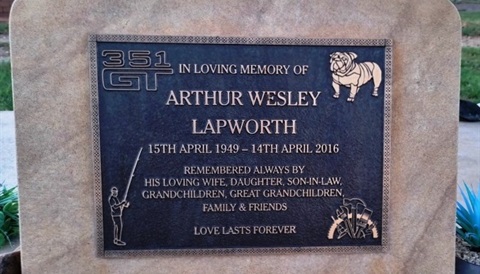 351
GT
IN LOVING MEMORY OF
ARTHUR WESLEY
LAPWORTH
15TH APRIL 1949 – 14TH APRIL 2016
REMEMBERED ALWAYS BY
HIS LOVING WIFE, DAUGHTER, SON-IN-LAW,
GRANDCHILDREN, GREAT GRANDCHILDREN,
FAMILY & FRIENDS
LOVE LASTS FOREVER